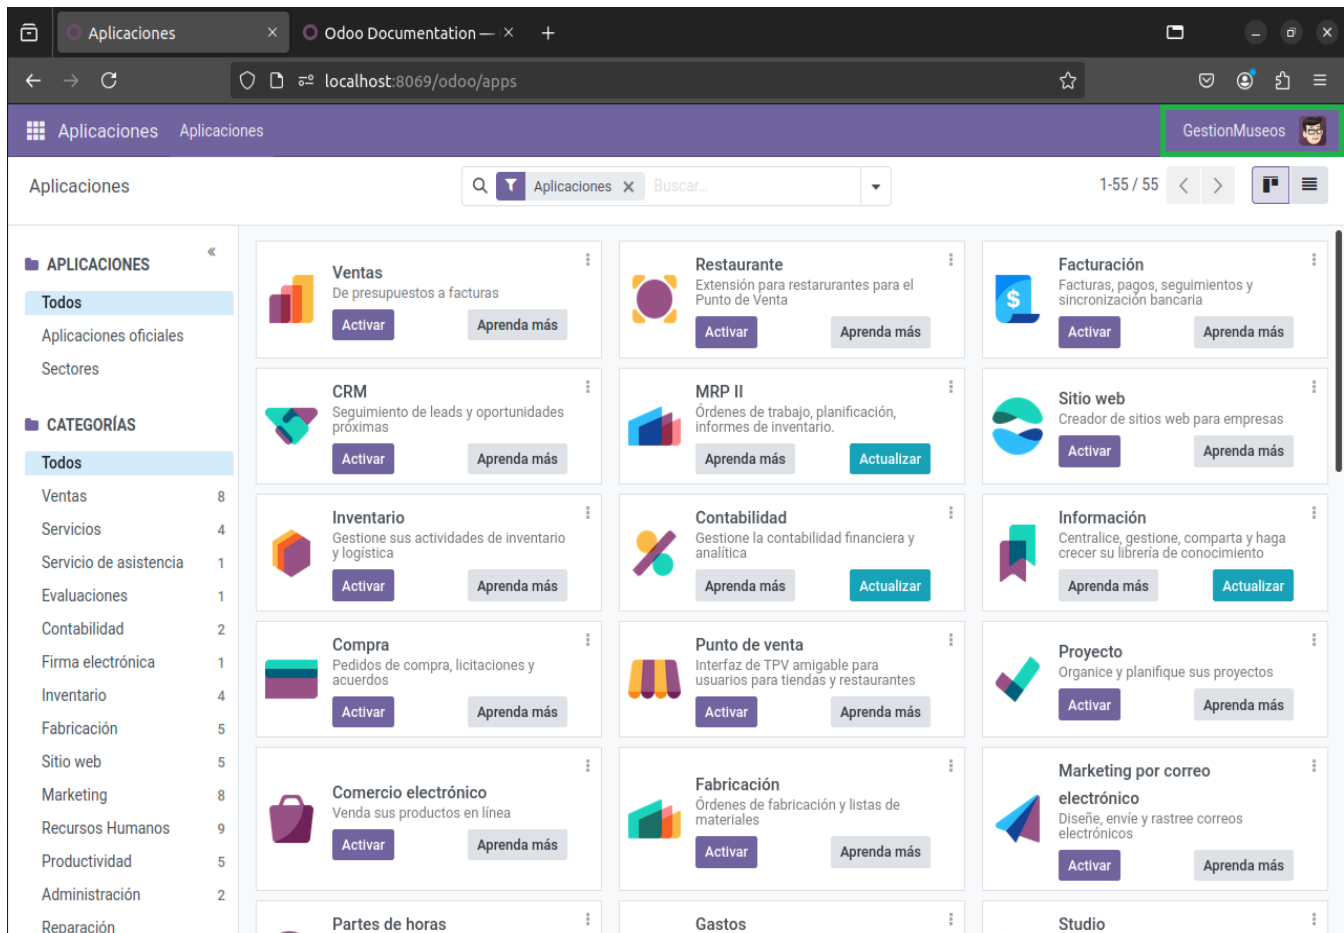 Aplicaciones
Odoo Documentation —
localhost:8069/odoo/apps
Aplicaciones
Aplicaciones
GestionMuseos
Aplicaciones
Aplicaciones
Buscar...
1-55 / 55
APLICACIONES
Todos
Aplicaciones oficiales
Sectores
CATEGORÍAS
Todos
Ventas 8
Servicios 4
Servicio de asistencia 1
Evaluaciones 1
Contabilidad 2
Firma electrónica 1
Inventario 4
Fabricación 5
Sitio web 5
Marketing 8
Recursos Humanos 9
Productividad 5
Administración 2
Reparación
Ventas
De presupuestos a facturas
Activar
Aprenda más
Restaurante
Extensión para restarurantes para el
Punto de Venta
Activar
Aprenda más
Facturación
Facturas, pagos, seguimientos y
sincronización bancaria
Activar
Aprenda más
CRM
Seguimiento de leads y oportunidades
próximas
Activar
Aprenda más
MRP II
Órdenes de trabajo, planificación,
informes de inventario.
Aprenda más
Actualizar
Sitio web
Creador de sitios web para empresas
Activar
Aprenda más
Inventario
Gestione sus actividades de inventario
y logística
Activar
Aprenda más
Contabilidad
Gestione la contabilidad financiera y
analítica
Aprenda más
Actualizar
Información
Centralice, gestione, comparta y haga
crecer su librería de conocimiento
Aprenda más
Actualizar
Compra
Pedidos de compra, licitaciones y
acuerdos
Activar
Aprenda más
Punto de venta
Interfaz de TPV amigable para
usuarios para tiendas y restaurantes
Activar
Aprenda más
Proyecto
Organice y planifique sus proyectos
Activar
Aprenda más
Comercio electrónico
Venda sus productos en línea
Activar
Aprenda más
Fabricación
Órdenes de fabricación y listas de
materiales
Activar
Aprenda más
Marketing por correo
electrónico
Diseñe, envíe y rastree correos
electrónicos
Activar
Aprenda más
Partes de horas
Gastos
Studio